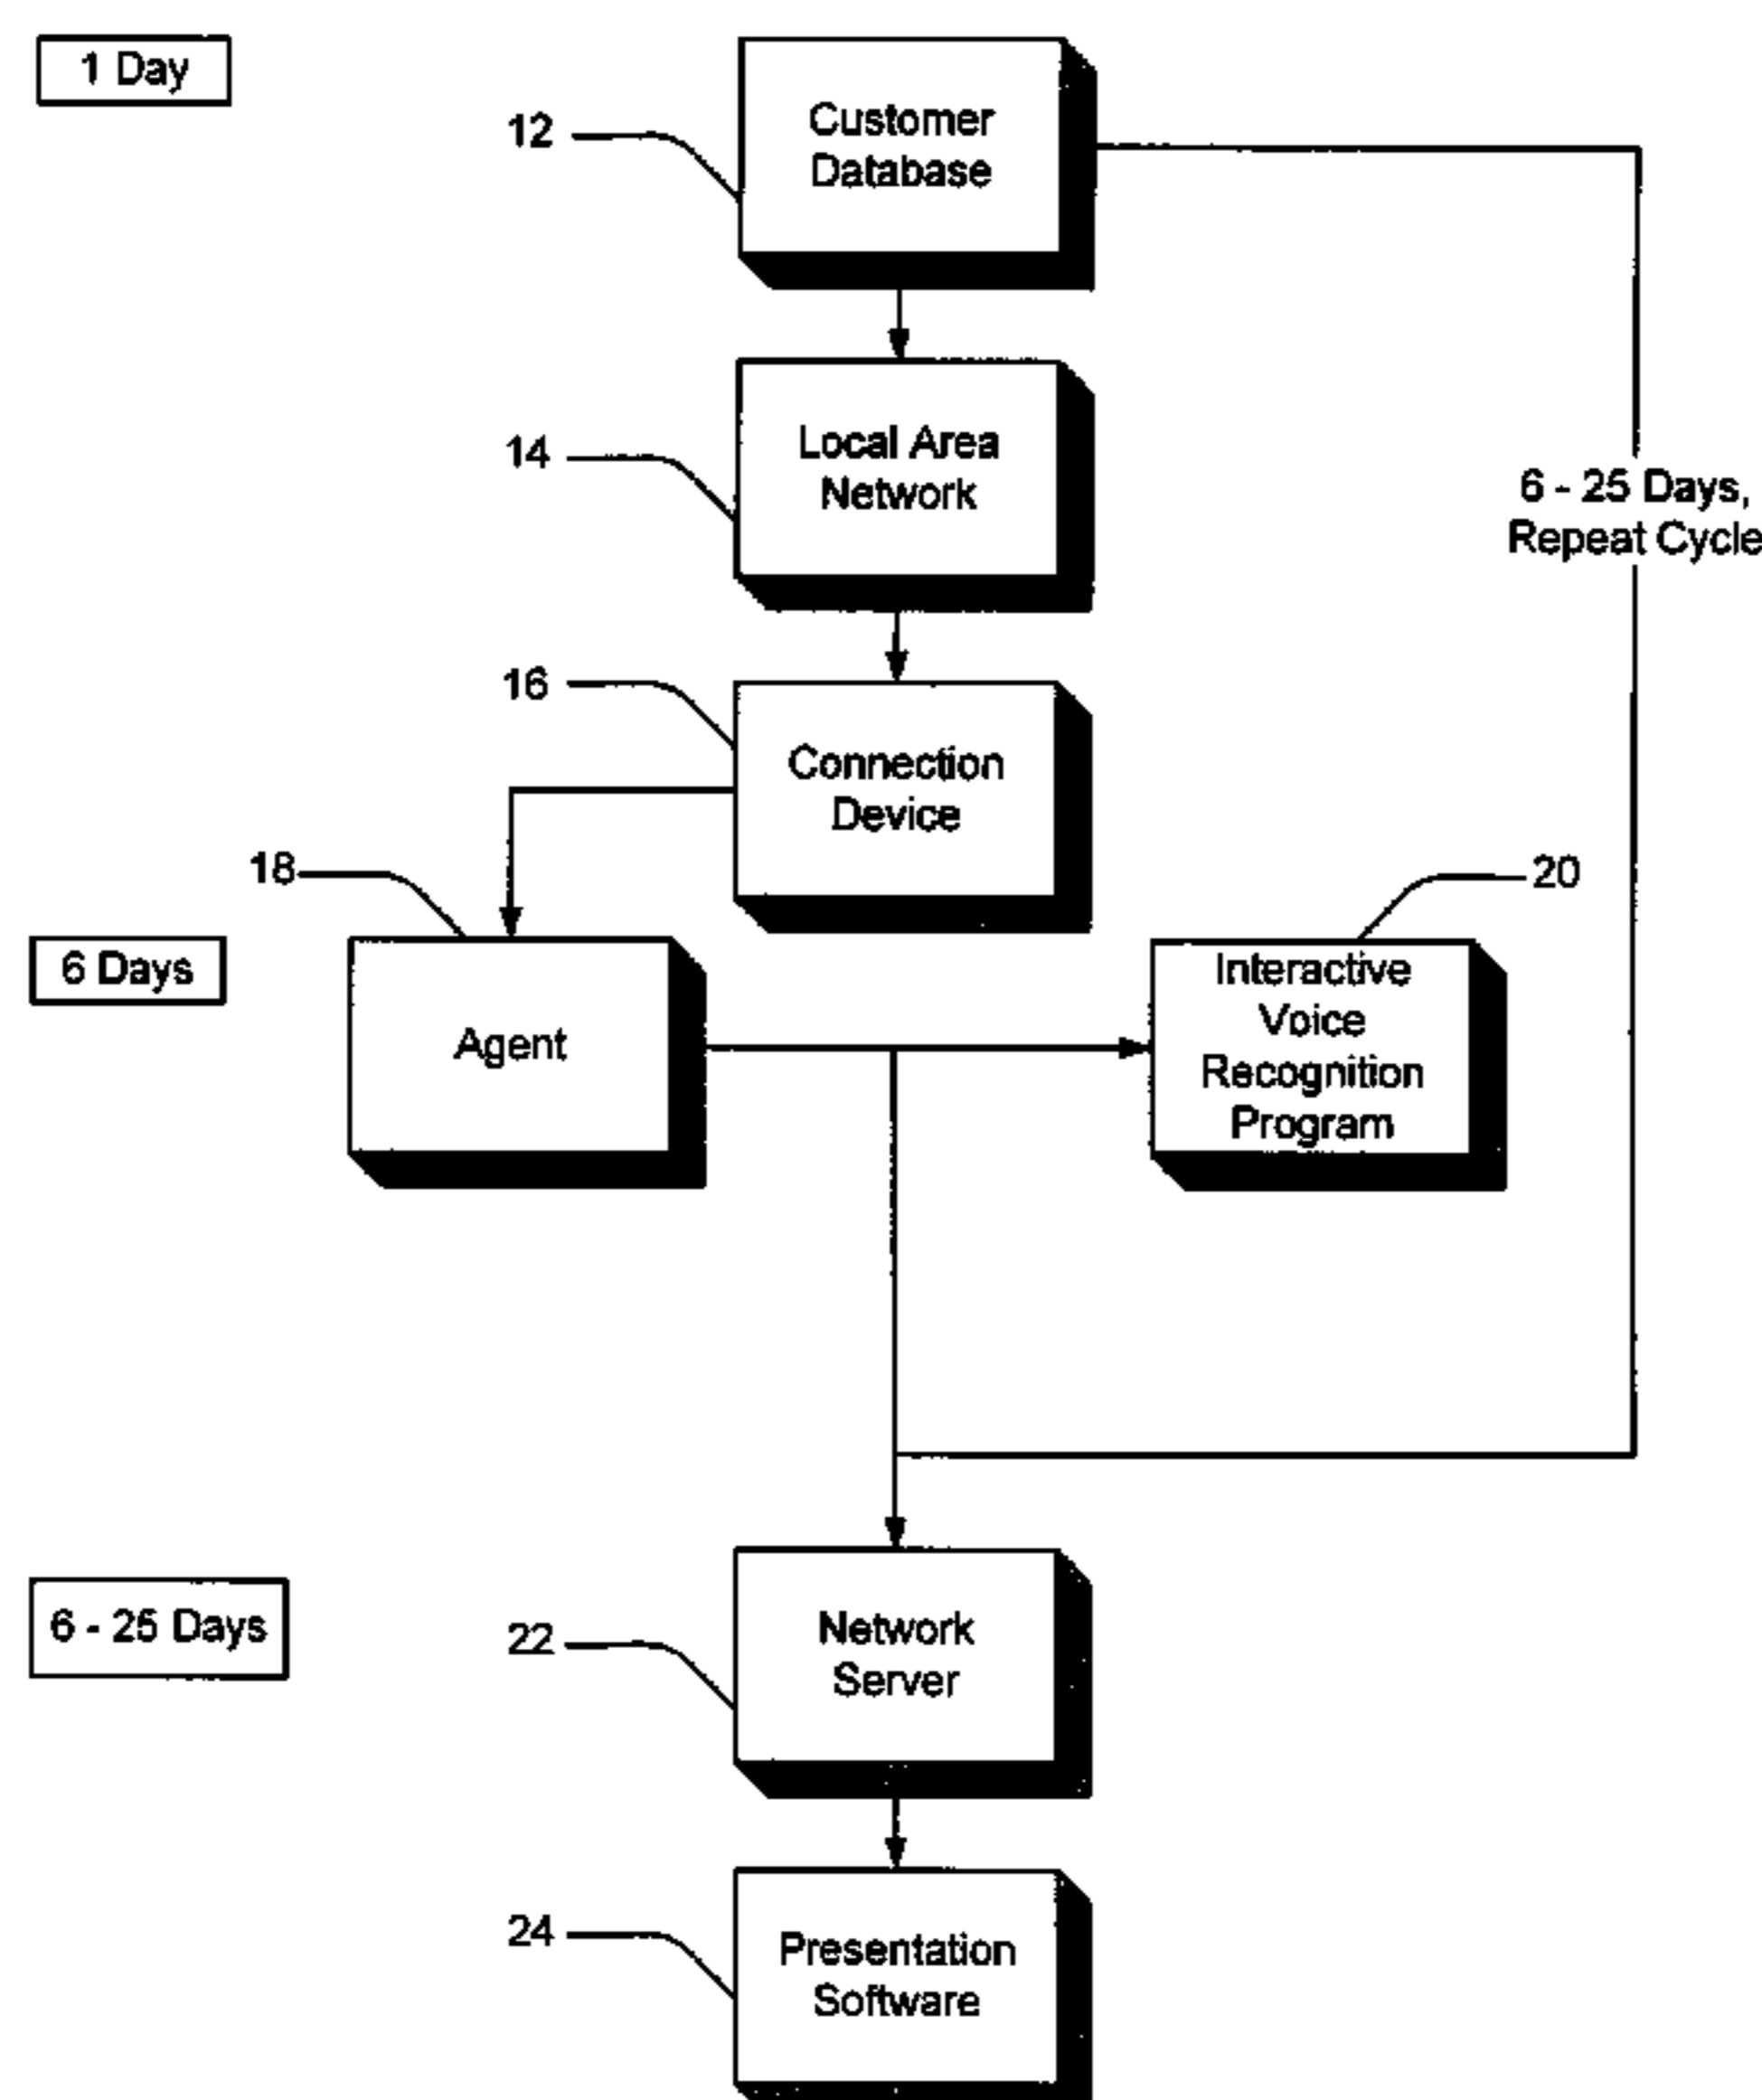 1 Day
12
Customer
Database
14
Local Area
Network
6 - 25 Days,
Repeat Cycle
16
Connection
Device
18
20
6 Days
Agent
Interactive
Voice
Recognition
Program
6 - 25 Days
22
Network
Server
24
Presentation
Software